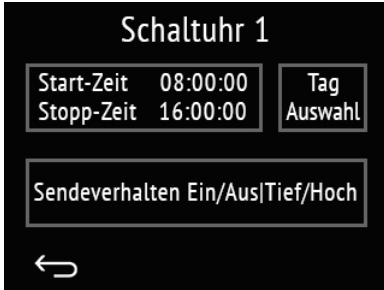 Schaltuhr 1
Start-Zeit 08:00:00
Stopp-Zeit 16:00:00
Tag
Auswahl
Sendeverhalten Ein/Aus|Tief/Hoch